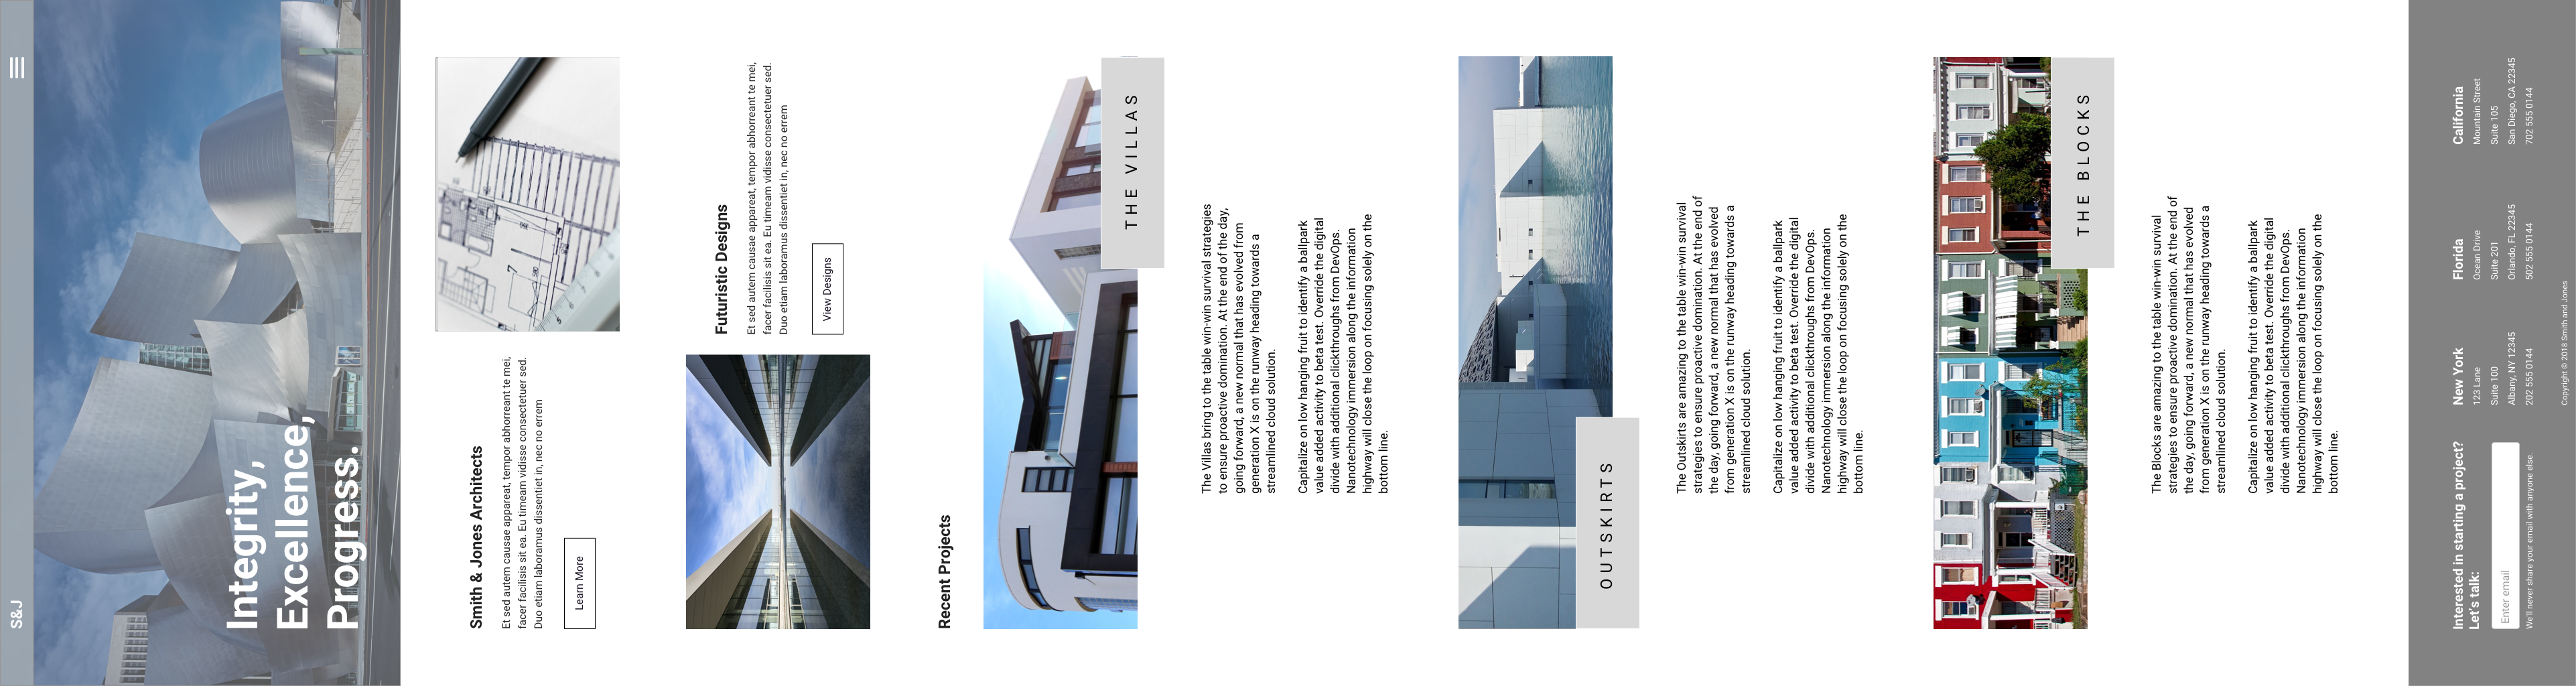 S&J
Integrity,
Excellence,
Progress.
Smith & Jones Architects
Et sed autem causae appareat, tempor abhorreant te mei,
facer facilisis sit ea. Eu timeam vidisse consectetuer sed.
Duo etiam laboramus dissentiet in, nec no errem
Learn More
Futuristic Designs
Et sed autem causae appareat, tempor abhorreant te mei,
facer facilisis sit ea. Eu timeam vidisse consectetuer sed.
Duo etiam laboramus dissentiet in, nec no errem
View Designs
Recent Projects
THE VILLAS
The Villas bring to the table win-win survival strategies
to ensure proactive domination. At the end of the day,
going forward, a new normal that has evolved from
generation X is on the runway heading towards a
streamlined cloud solution.
Capitalize on low hanging fruit to identify a ballpark
value added activity to beta test. Override the digital
divide with additional clickthroughs from DevOps.
Nanotechnology immersion along the information
highway will close the loop on focusing solely on the
bottom line.
OUTSKIRTS
The Outskirts are amazing to the table win-win survival
strategies to ensure proactive domination. At the end of
the day, going forward, a new normal that has evolved
from generation X is on the runway heading towards a
streamlined cloud solution.
Capitalize on low hanging fruit to identify a ballpark
value added activity to beta test. Override the digital
divide with additional clickthroughs from DevOps.
Nanotechnology immersion along the information
highway will close the loop on focusing solely on the
bottom line.
THE BLOCKS
The Blocks are amazing to the table win-win survival
strategies to ensure proactive domination. At the end of
the day, going forward, a new normal that has evolved
from generation X is on the runway heading towards a
streamlined cloud solution.
Capitalize on low hanging fruit to identify a ballpark
value added activity to beta test. Override the digital
divide with additional clickthroughs from DevOps.
Nanotechnology immersion along the information
highway will close the loop on focusing solely on the
bottom line.
Interested in starting a project?
Let's talk:
Enter email
We'll never share your email with anyone else.
New York
123 Lane
Suite 100
Albany, NY 12345
202 555 0144
Florida
Ocean Drive
Suite 201
Orlando, FL 22345
502 555 0144
California
Mountain Street
Suite 105
San Diego, CA 22345
702 555 0144
Copyright © 2018 Smith and Jones